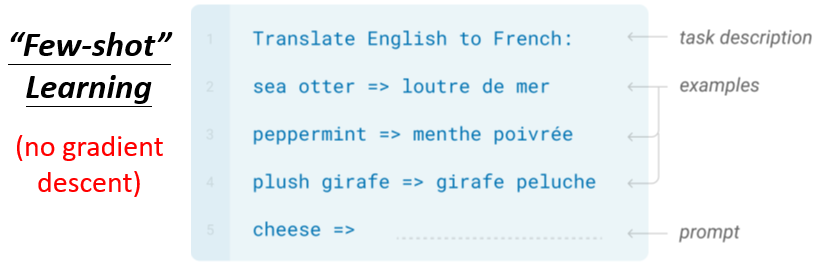 “Few-shot”
Learning
(no gradient
descent)
1 Translate English to French: task description
2 sea otter => loutre de mer examples
3 peppermint => menthe poivrée
4 plush girafe => girafe peluche
5 cheese => prompt